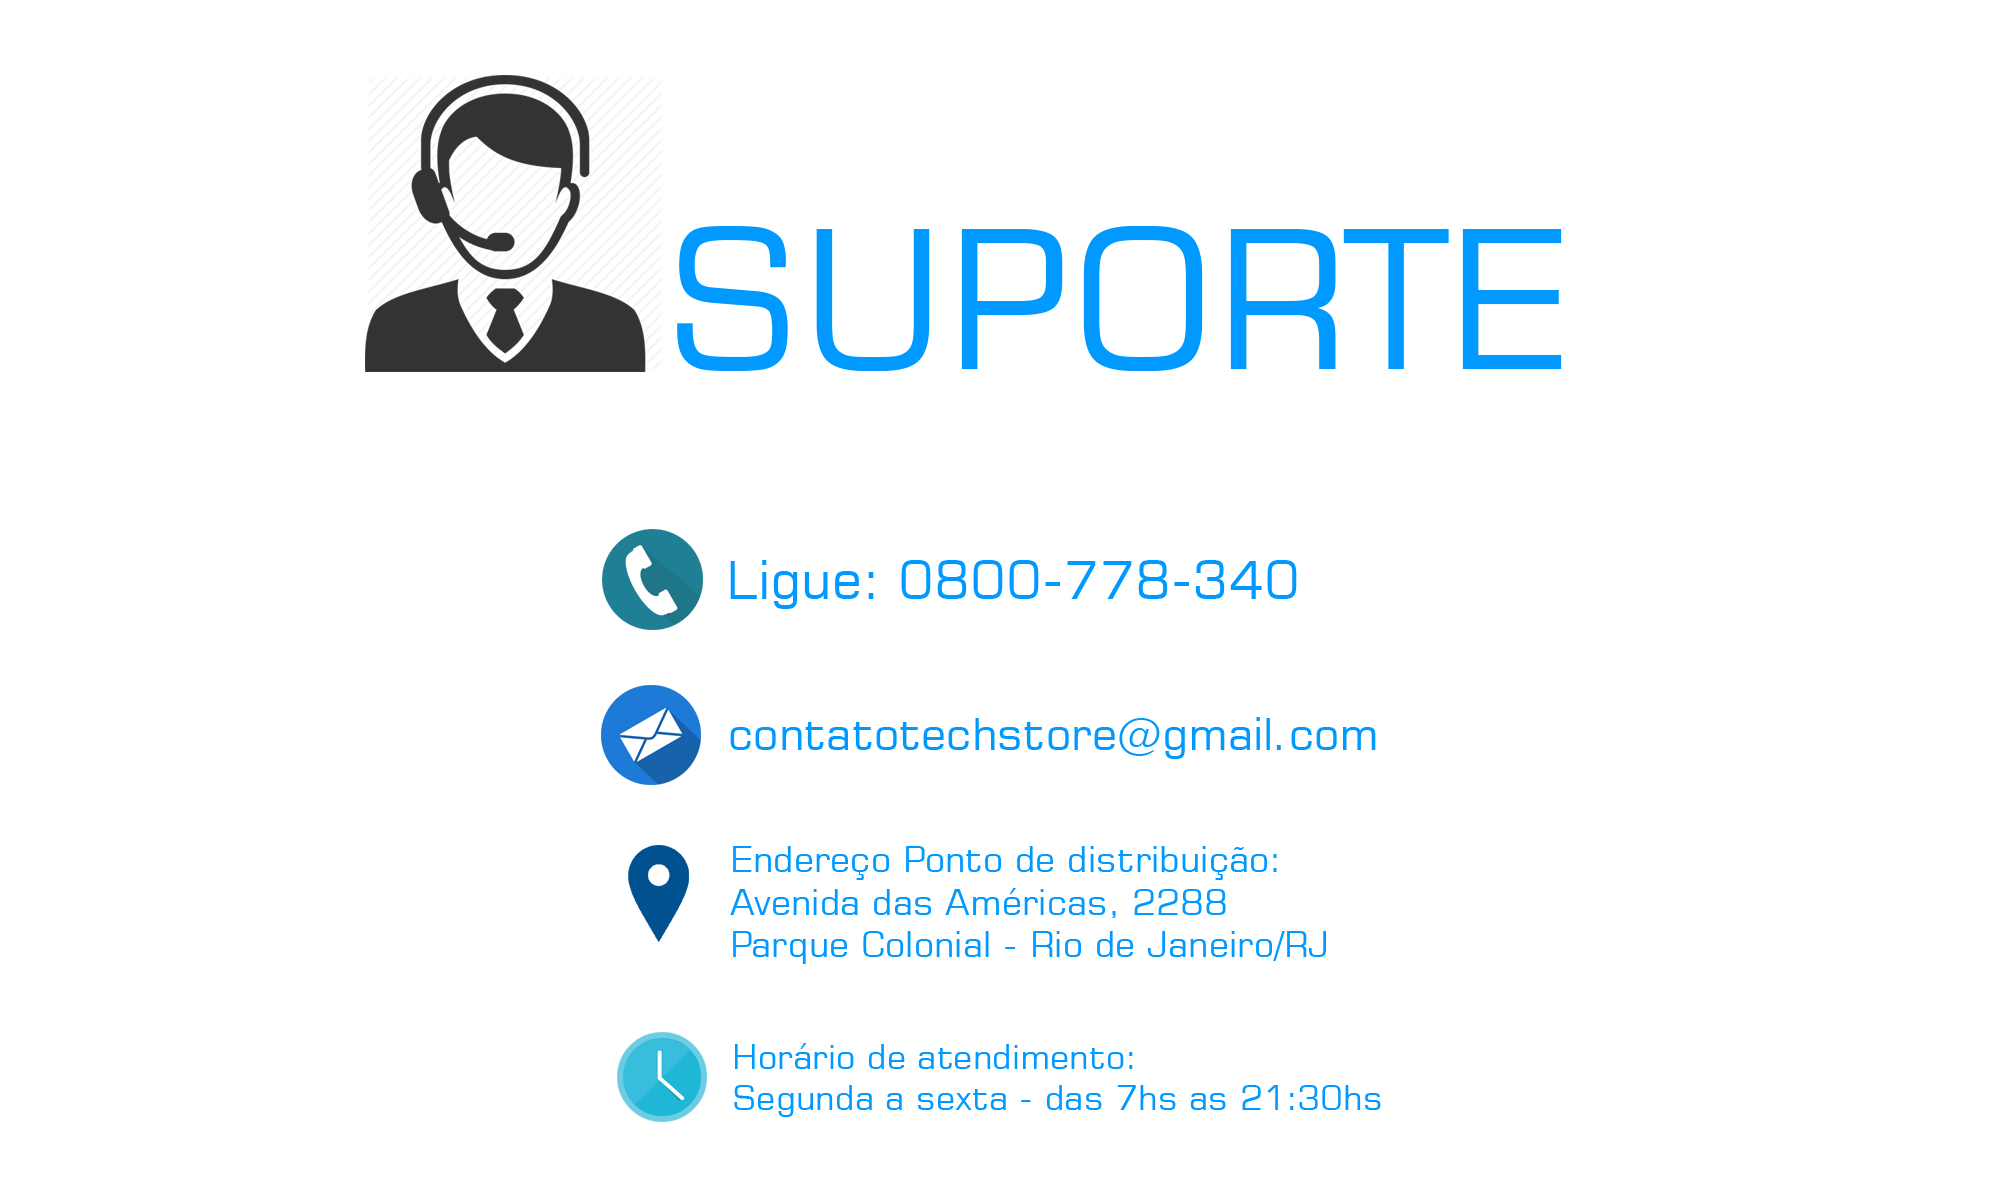 SUPORTE
Ligue: 0800-778-340
contatotechstore@gmail.com
Endereço Ponto de distribuição:
Avenida das Américas, 2288
Parque Colonial - Rio de Janeiro/RJ
Horário de atendimento:
Segunda a sexta - das 7hs as 21:30hs